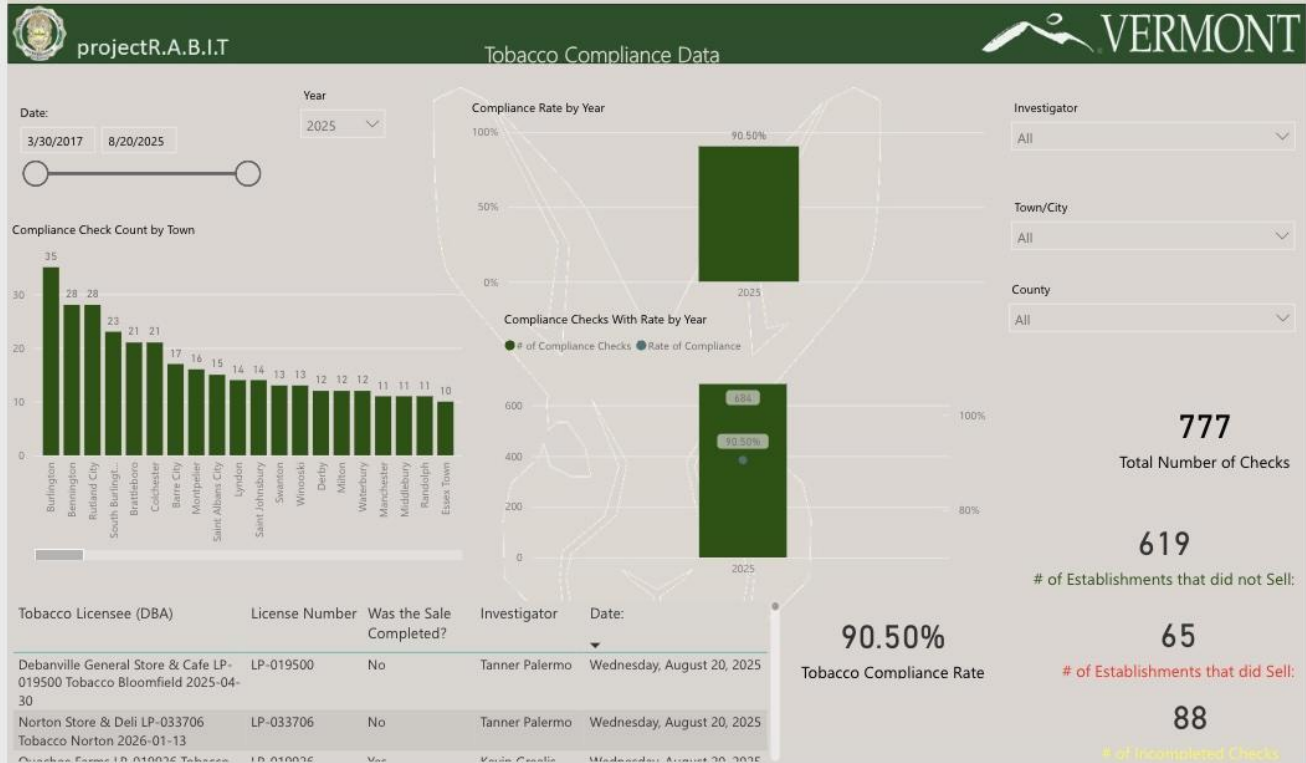 projectR.A.B.I.T
Tobacco Compliance Data
VERMONT
Date:
3/30/2017 8/20/2025
Year
2025
Compliance Check Count by Town
35
28 28
23
21 21
17
16
15
14 14
13 13
12 12 12
11 11 11
10
30
20
10
0
Burlington
Bennington
Rutland City
South Burlingt...
Brattleboro
Colchester
Barre City
Montpelier
Saint Albans City
Lyndon
Saint Johnsbury
Swanton
Winooski
Derby
Milton
Waterbury
Manchester
Middlebury
Randolph
Essex Town
Compliance Rate by Year
100%
90.50%
50%
0%
2025
Compliance Checks With Rate by Year
# of Compliance Checks Rate of Compliance
600
684
100%
90.50%
400
200
80%
0
2025
Investigator
All
Town/City
All
County
All
777
Total Number of Checks
619
# of Establishments that did not Sell:
65
# of Establishments that did Sell:
88
# of Incompleted Checks
90.50%
Tobacco Compliance Rate
Tobacco Licensee (DBA) License Number Was the Sale Investigator Date:
Completed?
Debanville General Store & Cafe LP- LP-019500 No Tanner Palermo Wednesday, August 20, 2025
019500 Tobacco Bloomfield 2025-04-
30
Norton Store & Deli LP-033706 LP-033706 No Tanner Palermo Wednesday, August 20, 2025
Tobacco Norton 2026-01-13